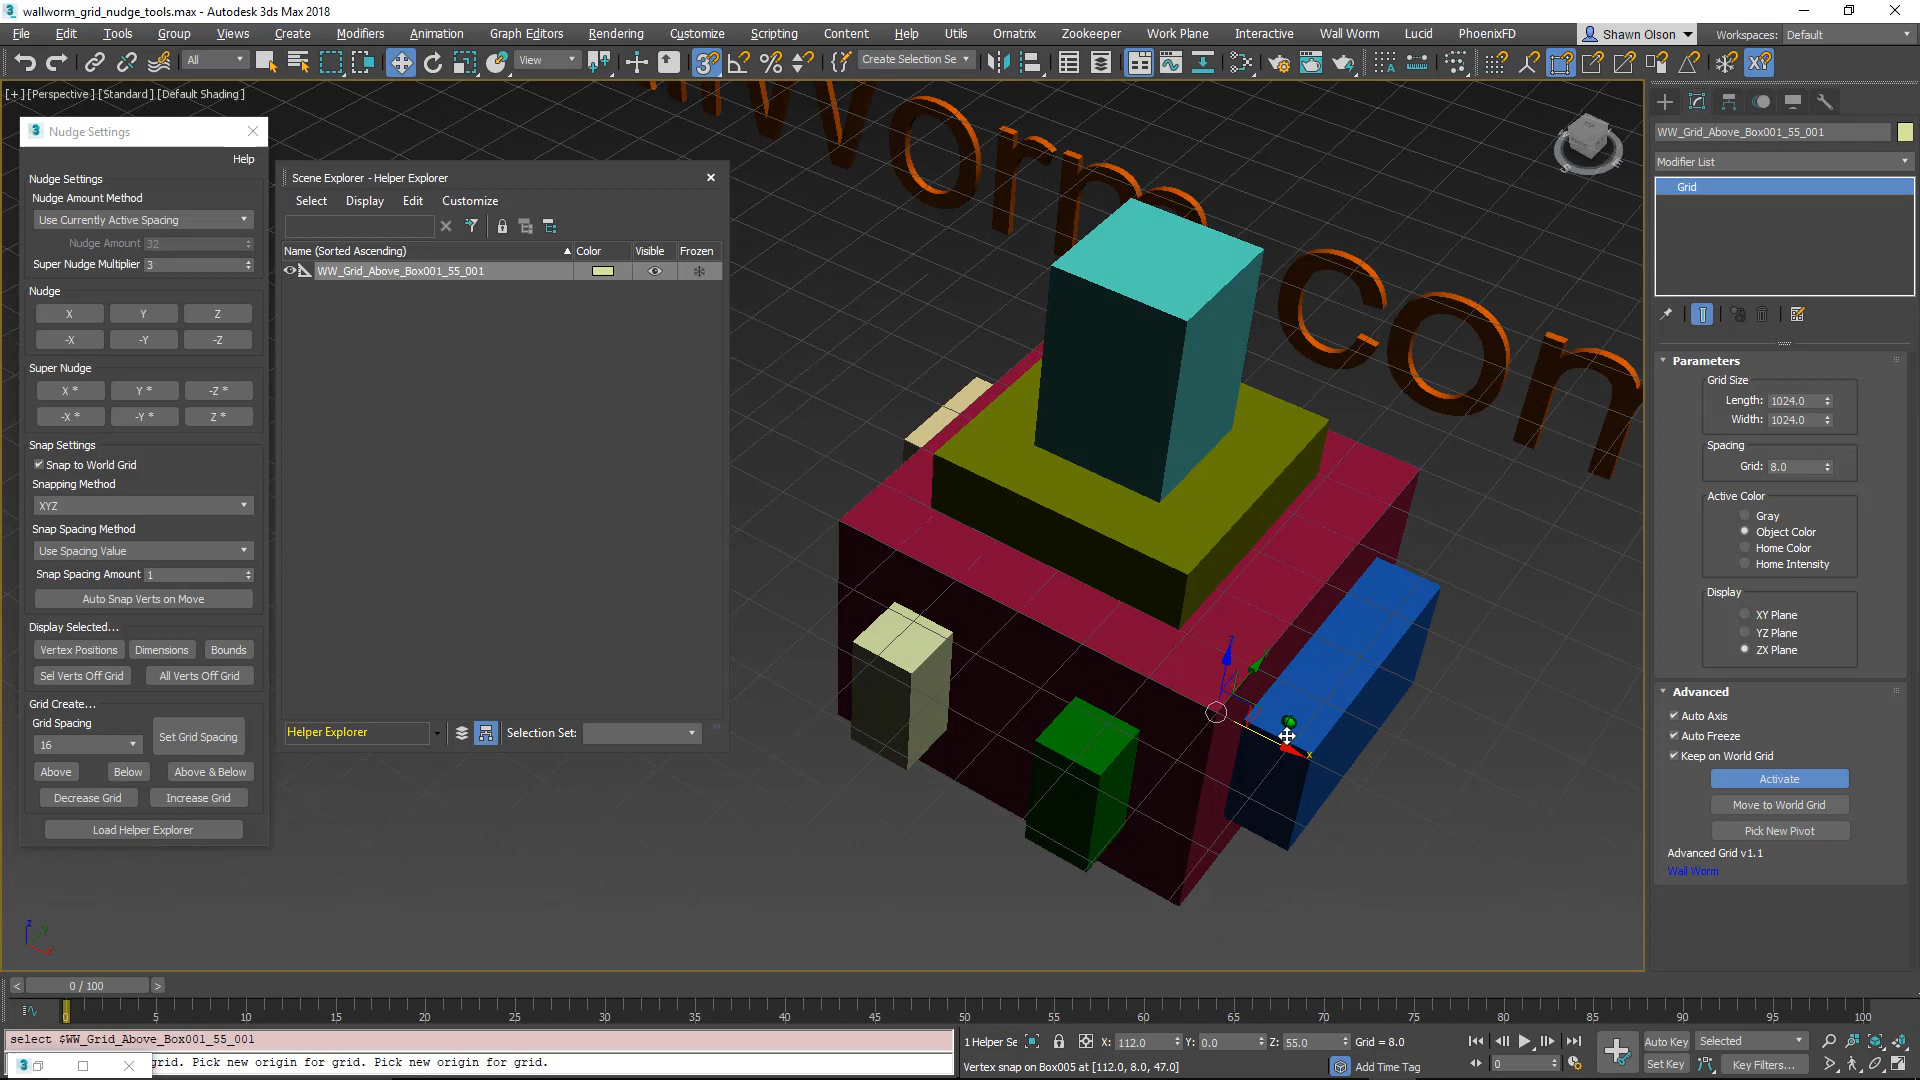 wallworm_grid_nudge_tools.max - Autodesk 3ds Max 2018
File Edit Tools Group Views Create Modifiers Animation Graph Editors Rendering Customize Scripting Content Help Utils Ornatrix Zookeeper Work Plane Interactive Wall Worm Lucid PhoenixFD Shawn Olson Workspaces: Default
All View Create Selection Se
[+] [Perspective] [Standard] [Default Shading]
Nudge Settings
Help
Nudge Settings
Nudge Amount Method
Use Currently Active Spacing
Nudge Amount 32
Super Nudge Multiplier 3
Nudge
X Y Z
-X -Y -Z
Super Nudge
X * Y * -Z *
-X * -Y * Z *
Snap Settings
Snap to World Grid
Snapping Method
XYZ
Snap Spacing Method
Use Spacing Value
Snap Spacing Amount 1
Auto Snap Verts on Move
Display Selected...
Vertex Positions Dimensions Bounds
Sel Verts Off Grid All Verts Off Grid
Grid Create...
Grid Spacing
16 Set Grid Spacing
Above Below Above & Below
Decrease Grid Increase Grid
Load Helper Explorer
Scene Explorer - Helper Explorer
Select Display Edit Customize
Name (Sorted Ascending) Color Visible Frozen
WW_Grid_Above_Box001_55_001
Helper Explorer Selection Set:
Worm con
z
x
WW_Grid_Above_Box001_55_001
Modifier List
Grid
Parameters
Grid Size
Length: 1024.0
Width: 1024.0
Spacing
Grid: 8.0
Active Color
Gray
Object Color
Home Color
Home Intensity
Display
XY Plane
YZ Plane
ZX Plane
Advanced
Auto Axis
Auto Freeze
Keep on World Grid
Activate
Move to World Grid
Pick New Pivot
Advanced Grid v1.1
Wall Worm
z y x
< 0 / 100 >
0 5 10 15 20 25 30 35 40 45 50 55 60 65 70 75 80 85 90 95 100
select $WW_Grid_Above_Box001_55_001
grid. Pick new origin for grid. Pick new origin for grid.
1 Helper Se X: 112.0 Y: 0.0 Z: 55.0 Grid = 8.0
Vertex snap on Box005 at [112.0, 8.0, 47.0] Add Time Tag
0
Auto Key Selected
Set Key Key Filters...